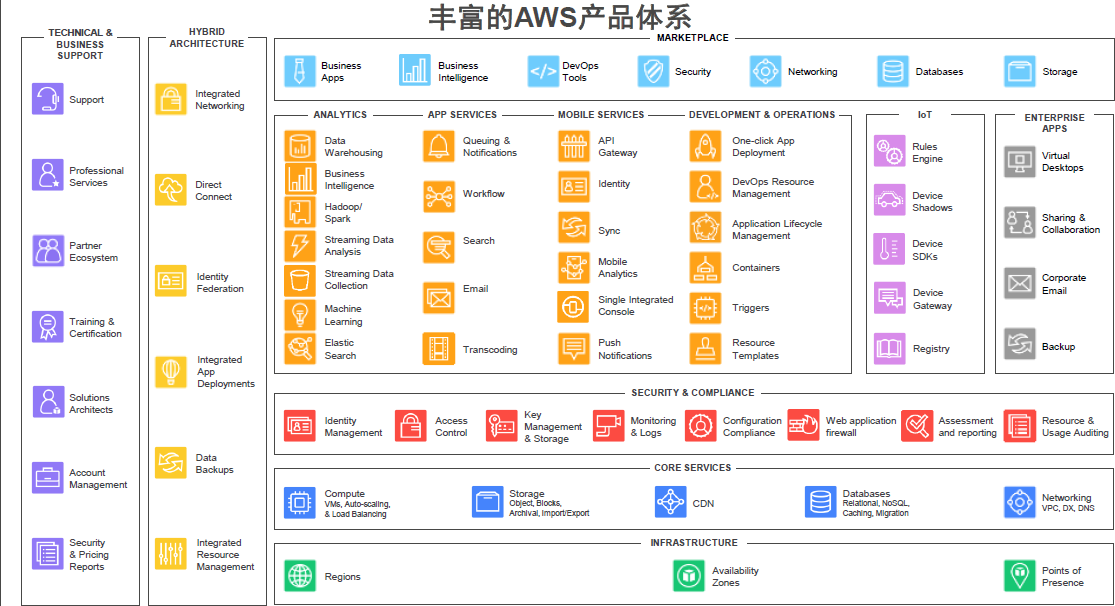 丰富的AWS产品体系
TECHNICAL &
BUSINESS
SUPPORT
Support
Professional
Services
Partner
Ecosystem
Training &
Certification
Solutions
Architects
Account
Management
Security
& Pricing
Reports
HYBRID
ARCHITECTURE
Integrated
Networking
Direct
Connect
Identity
Federation
Integrated
App
Deployments
Data
Backups
Integrated
Resource
Management
MARKETPLACE
Business
Apps
Business
Intelligence
DevOps
Tools
Security
Networking
Databases
Storage
ANALYTICS
Data
Warehousing
Business
Intelligence
Hadoop/
Spark
Streaming Data
Analysis
Streaming Data
Collection
Machine
Learning
Elastic
Search
APP SERVICES
Queuing &
Notifications
Workflow
Search
Email
Transcoding
MOBILE SERVICES
API
Gateway
Identity
Sync
Mobile
Analytics
Single Integrated
Console
Push
Notifications
DEVELOPMENT & OPERATIONS
One-click App
Deployment
DevOps Resource
Management
Application Lifecycle
Management
Containers
Triggers
Resource
Templates
IoT
Rules
Engine
Device
Shadows
Device
SDKs
Device
Gateway
Registry
ENTERPRISE
APPS
Virtual
Desktops
Sharing &
Collaboration
Corporate
Email
Backup
SECURITY & COMPLIANCE
Identity
Management
Access
Control
Key
Management
& Storage
Monitoring
& Logs
Configuration
Compliance
Web application
firewall
Assessment
and reporting
Resource &
Usage Auditing
CORE SERVICES
Compute
VMs, Auto-scaling,
& Load Balancing
Storage
Object, Blocks,
Archival, Import/Export
CDN
Databases
Relational, NoSQL,
Caching, Migration
Networking
VPC, DX, DNS
INFRASTRUCTURE
Regions
Availability
Zones
Points of
Presence